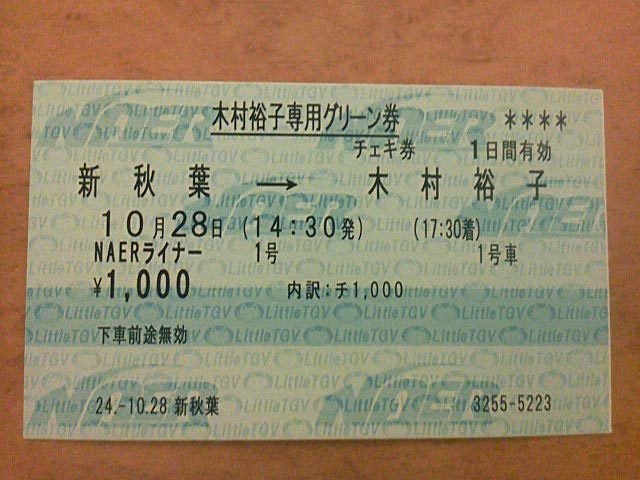 木村裕子専用グリーン券 ****
チェキ券 1日間有効
新秋葉 → 木村裕子
10月28日 (14:30発) (17:30着)
NAERライナー 1号 1号車
¥1,000 内訳:チ1,000
下車前途無効
24.-10.28 新秋葉 3255-5223
NAER
LittleTGV